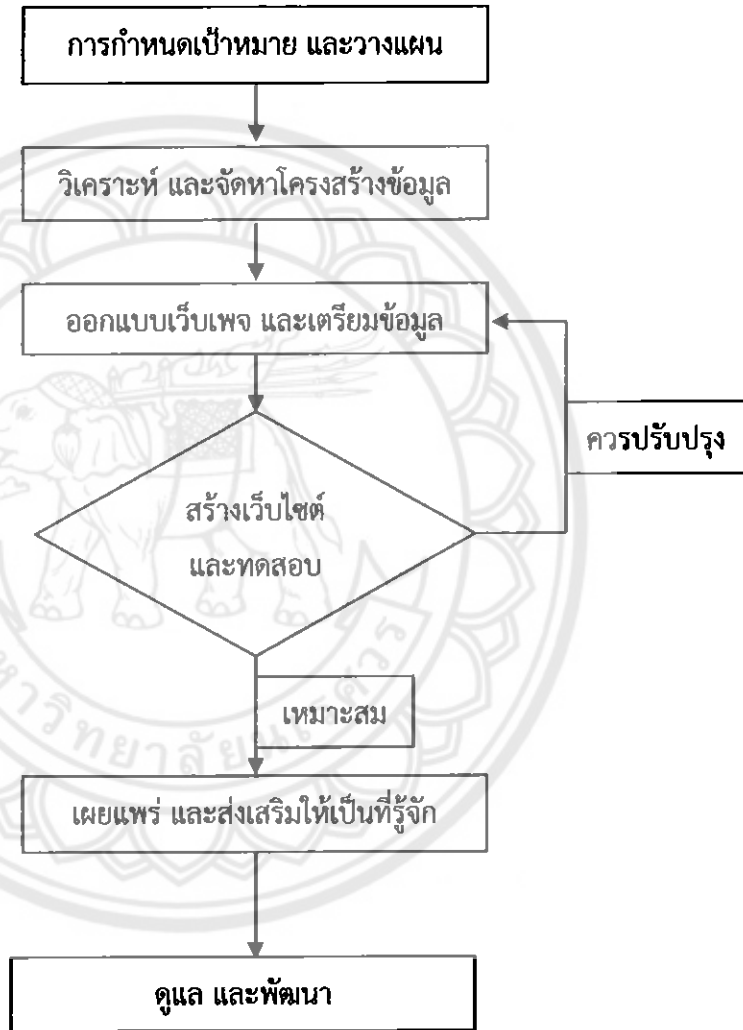 การกำหนดเป้าหมาย และวางแผน
วิเคราะห์ และจัดหาโครงสร้างข้อมูล
ออกแบบเว็บเพจ และเตรียมข้อมูล
ควรปรับปรุง
สร้างเว็บไซต์
และทดสอบ
เหมาะสม
เผยแพร่ และส่งเสริมให้เป็นที่รู้จัก
ดูแล และพัฒนา